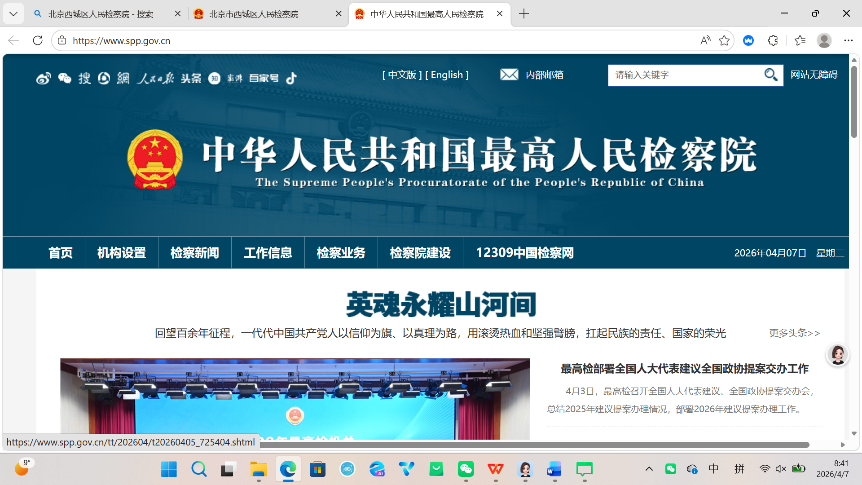 北京西城区人民检察院 - 搜索
北京市西城区人民检察院
中华人民共和国最高人民检察院
https://www.spp.gov.cn
搜
人民日报
头条
知
百家号
[ 中文版 ] [ English ]
内部邮箱
请输入关键字
网站无障碍
中华人民共和国最高人民检察院
The Supreme People's Procuratorate of the People's Republic of China
首页
机构设置
检察新闻
工作信息
检察业务
检察院建设
12309中国检察网
2026年04月07日 星期二
英魂永耀山河间
回望百余年征程，一代代中国共产党人以信仰为旗、以真理为路，用滚烫热血和坚强臂膀，扛起民族的责任、国家的荣光
更多头条>>
最高检部署全国人大代表建议全国政协提案交办工作
4月3日，最高检召开全国人大代表建议、全国政协提案交办会，
总结2025年建议提案办理情况，部署2026年建议提案办理工作。
https://www.spp.gov.cn/tt/202604/t20260405_725404.shtml
9°
中
拼
8:41
2026/4/7